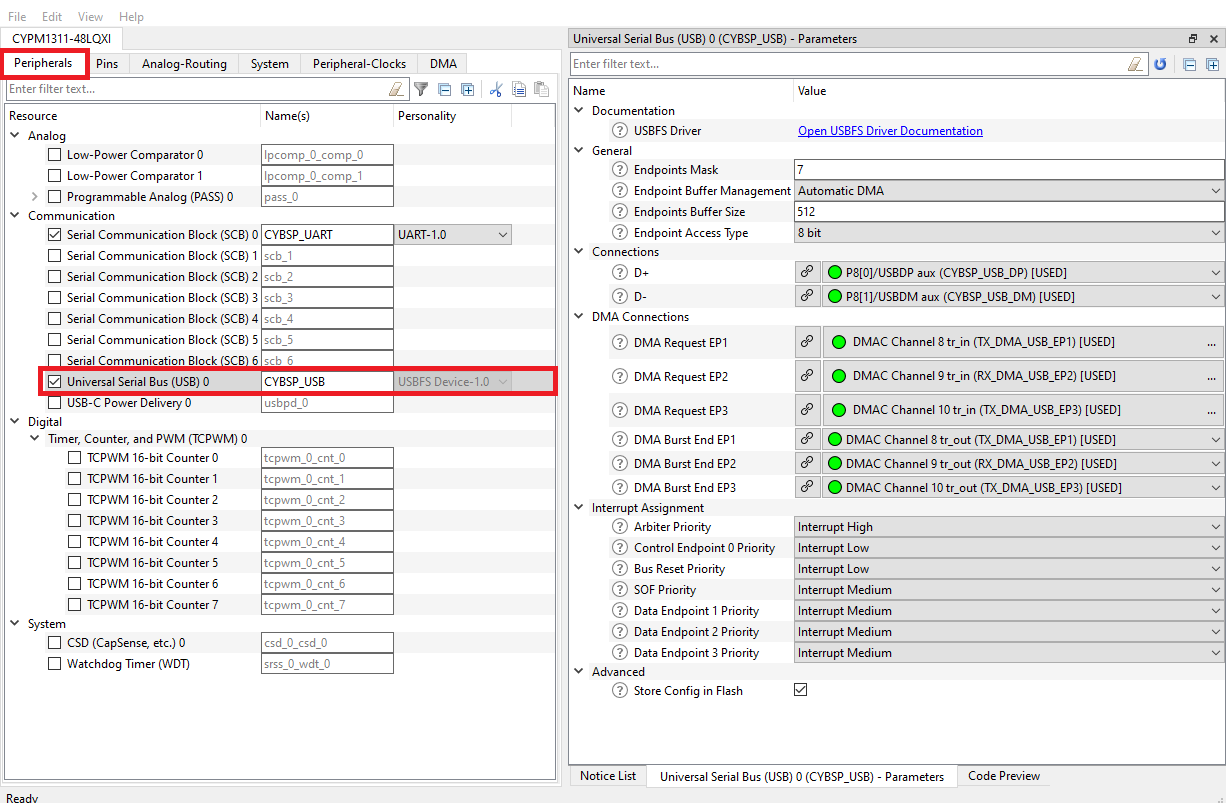 File Edit View Help
CYPM1311-48LQXI
Peripherals Pins Analog-Routing System Peripheral-Clocks DMA
Enter filter text...
Resource Name(s) Personality
Analog
Low-Power Comparator 0 lpcomp_0_comp_0
Low-Power Comparator 1 lpcomp_0_comp_1
Programmable Analog (PASS) 0 pass_0
Communication
Serial Communication Block (SCB) 0 CYBSP_UART UART-1.0
Serial Communication Block (SCB) 1 scb_1
Serial Communication Block (SCB) 2 scb_2
Serial Communication Block (SCB) 3 scb_3
Serial Communication Block (SCB) 4 scb_4
Serial Communication Block (SCB) 5 scb_5
Serial Communication Block (SCB) 6 scb_6
Universal Serial Bus (USB) 0 CYBSP_USB USBFS Device-1.0
USB-C Power Delivery 0 usbpd_0
Digital
Timer, Counter, and PWM (TCPWM) 0
TCPWM 16-bit Counter 0 tcpwm_0_cnt_0
TCPWM 16-bit Counter 1 tcpwm_0_cnt_1
TCPWM 16-bit Counter 2 tcpwm_0_cnt_2
TCPWM 16-bit Counter 3 tcpwm_0_cnt_3
TCPWM 16-bit Counter 4 tcpwm_0_cnt_4
TCPWM 16-bit Counter 5 tcpwm_0_cnt_5
TCPWM 16-bit Counter 6 tcpwm_0_cnt_6
TCPWM 16-bit Counter 7 tcpwm_0_cnt_7
System
CSD (CapSense, etc.) 0 csd_0_csd_0
Watchdog Timer (WDT) srss_0_wdt_0
Universal Serial Bus (USB) 0 (CYBSP_USB) - Parameters
Enter filter text...
Name Value
Documentation
USBFS Driver Open USBFS Driver Documentation
General
Endpoints Mask 7
Endpoint Buffer Management Automatic DMA
Endpoints Buffer Size 512
Endpoint Access Type 8 bit
Connections
D+ P8[0]/USBDP aux (CYBSP_USB_DP) [USED]
D- P8[1]/USBDM aux (CYBSP_USB_DM) [USED]
DMA Connections
DMA Request EP1 DMAC Channel 8 tr_in (TX_DMA_USB_EP1) [USED] ...
DMA Request EP2 DMAC Channel 9 tr_in (RX_DMA_USB_EP2) [USED] ...
DMA Request EP3 DMAC Channel 10 tr_in (TX_DMA_USB_EP3) [USED] ...
DMA Burst End EP1 DMAC Channel 8 tr_out (TX_DMA_USB_EP1) [USED]
DMA Burst End EP2 DMAC Channel 9 tr_out (RX_DMA_USB_EP2) [USED]
DMA Burst End EP3 DMAC Channel 10 tr_out (TX_DMA_USB_EP3) [USED]
Interrupt Assignment
Arbiter Priority Interrupt High
Control Endpoint 0 Priority Interrupt Low
Bus Reset Priority Interrupt Low
SOF Priority Interrupt Medium
Data Endpoint 1 Priority Interrupt Medium
Data Endpoint 2 Priority Interrupt Medium
Data Endpoint 3 Priority Interrupt Medium
Advanced
Store Config in Flash
Notice List Universal Serial Bus (USB) 0 (CYBSP_USB) - Parameters Code Preview
Ready